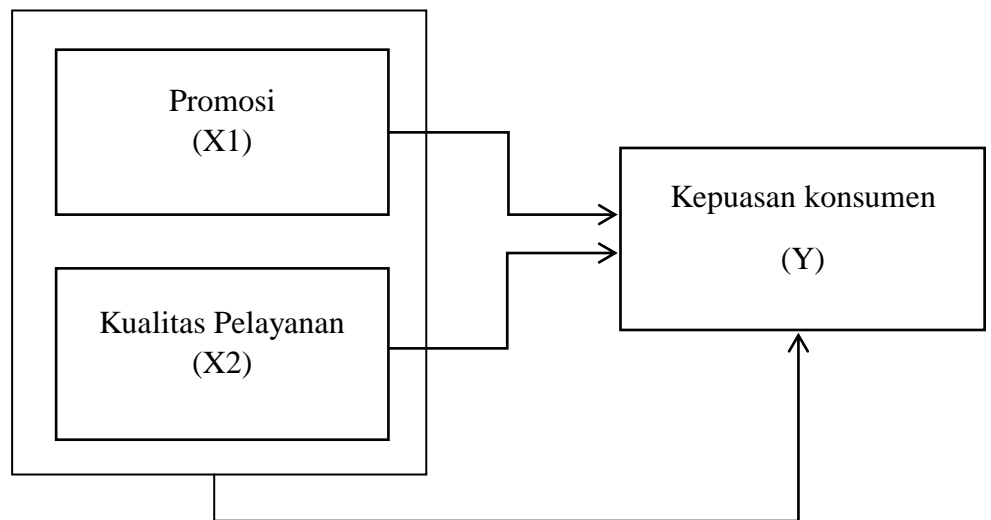 Promosi
(X1)
Kepuasan konsumen
(Y)
Kualitas Pelayanan
(X2)